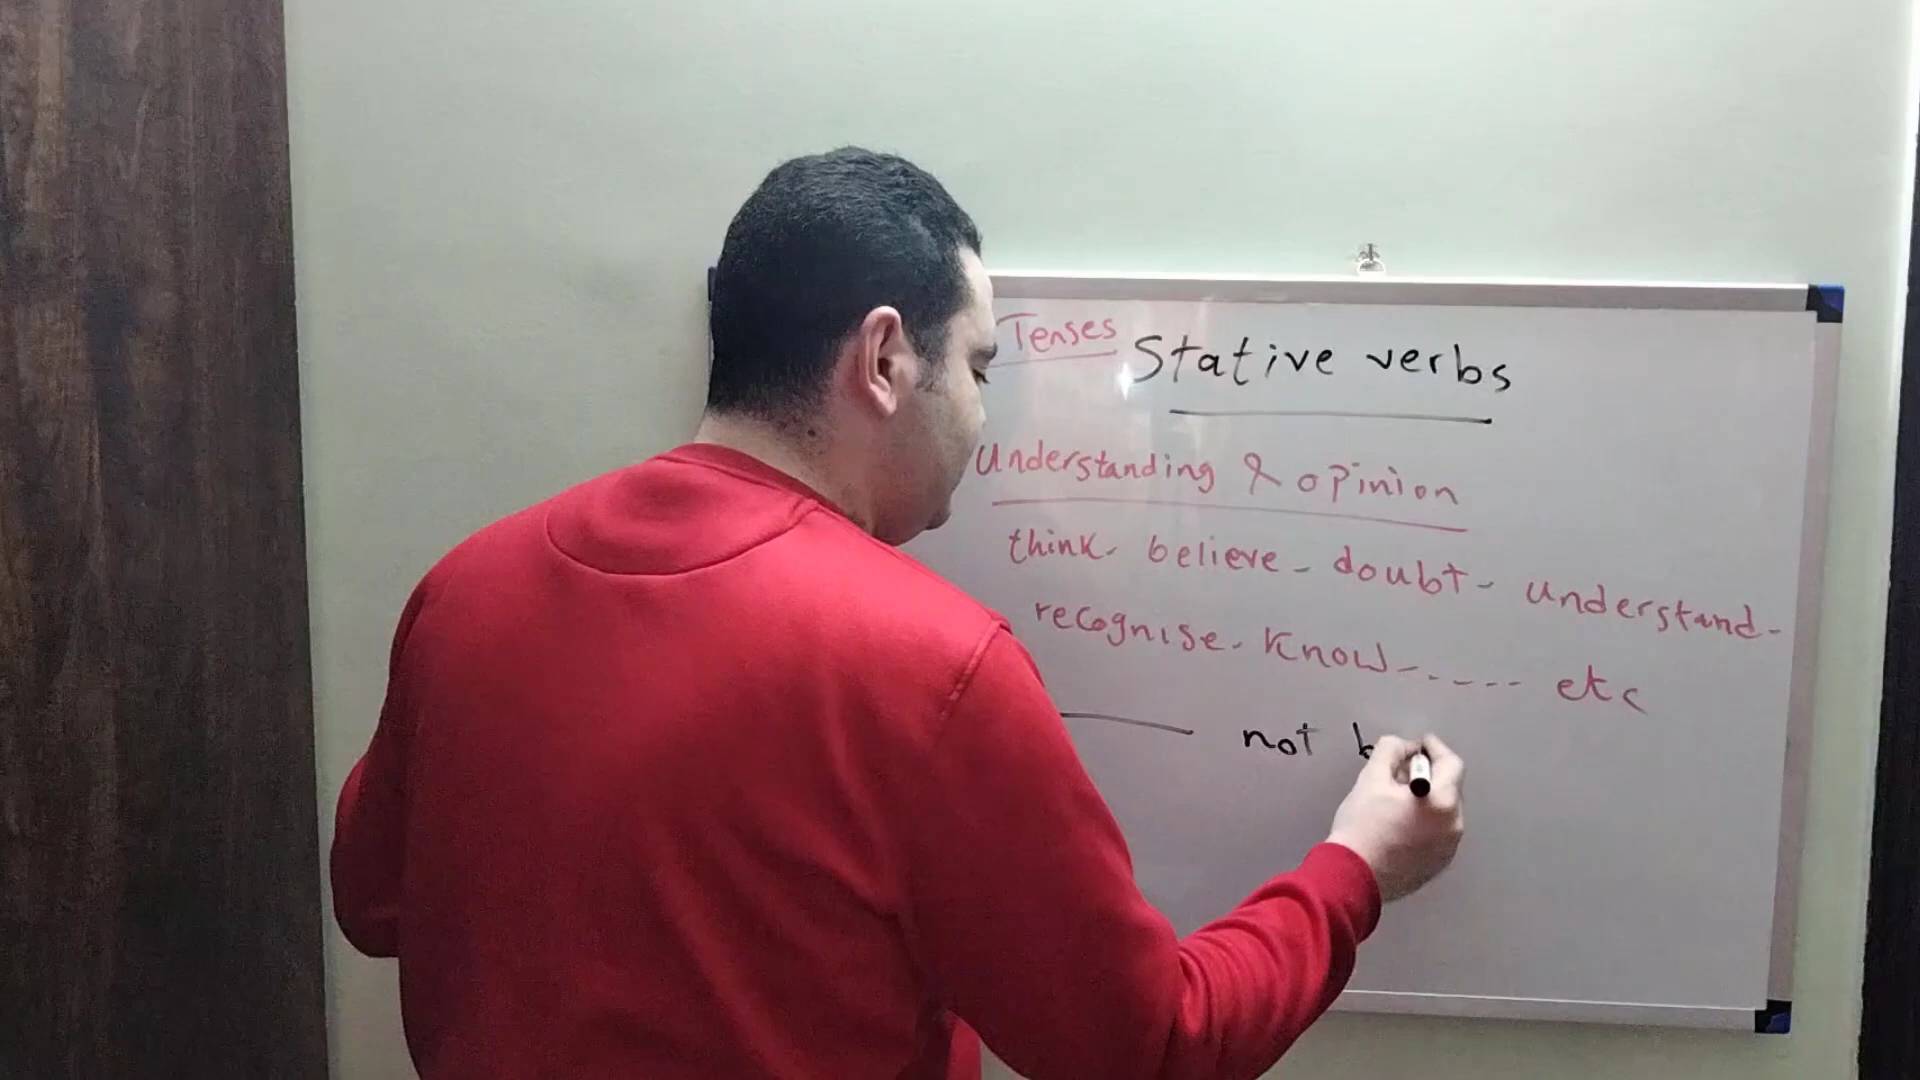 Tenses
Stative verbs
Understanding & opinion
think - believe - doubt - understand -
recognise - know - ..---- etc
not